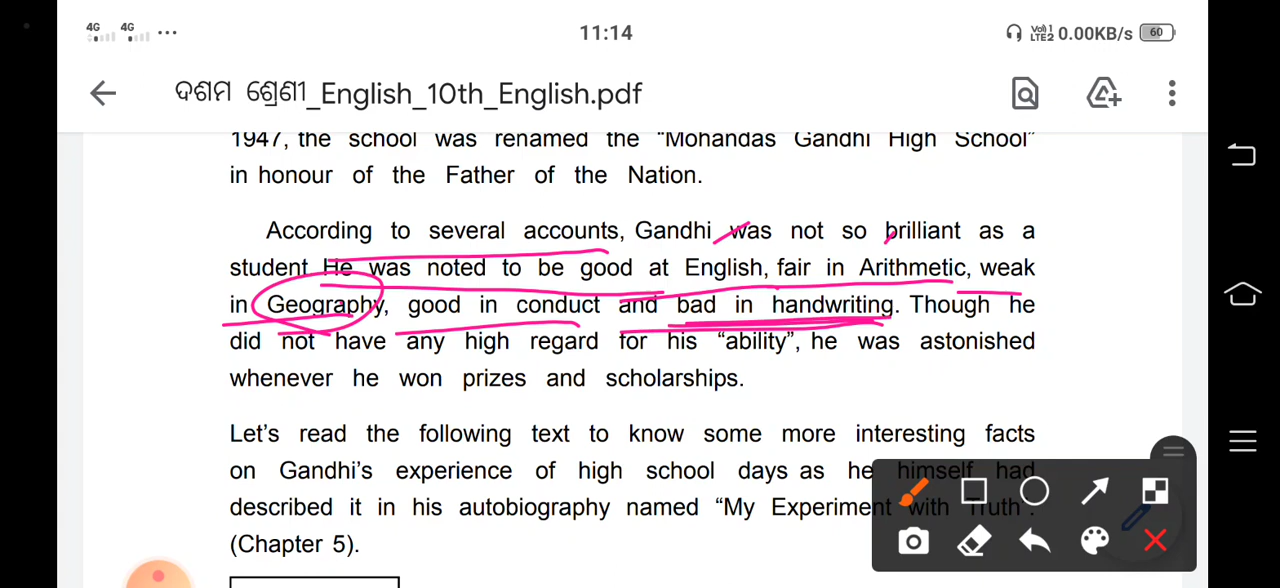 4G 4G ... 11:14 Vol) 1 LTE2 0.00KB/s 60
ଦଶମ ଶ୍ରେଣୀ_English_10th_English.pdf
1947, the school was renamed the “Mohandas Gandhi High School”
in honour of the Father of the Nation.
According to several accounts, Gandhi was not so brilliant as a
student He was noted to be good at English, fair in Arithmetic, weak
in Geography, good in conduct and bad in handwriting. Though he
did not have any high regard for his “ability”, he was astonished
whenever he won prizes and scholarships.
Let’s read the following text to know some more interesting facts
on Gandhi’s experience of high school days as he himself had
described it in his autobiography named “My Experiment with Truth”.
(Chapter 5).